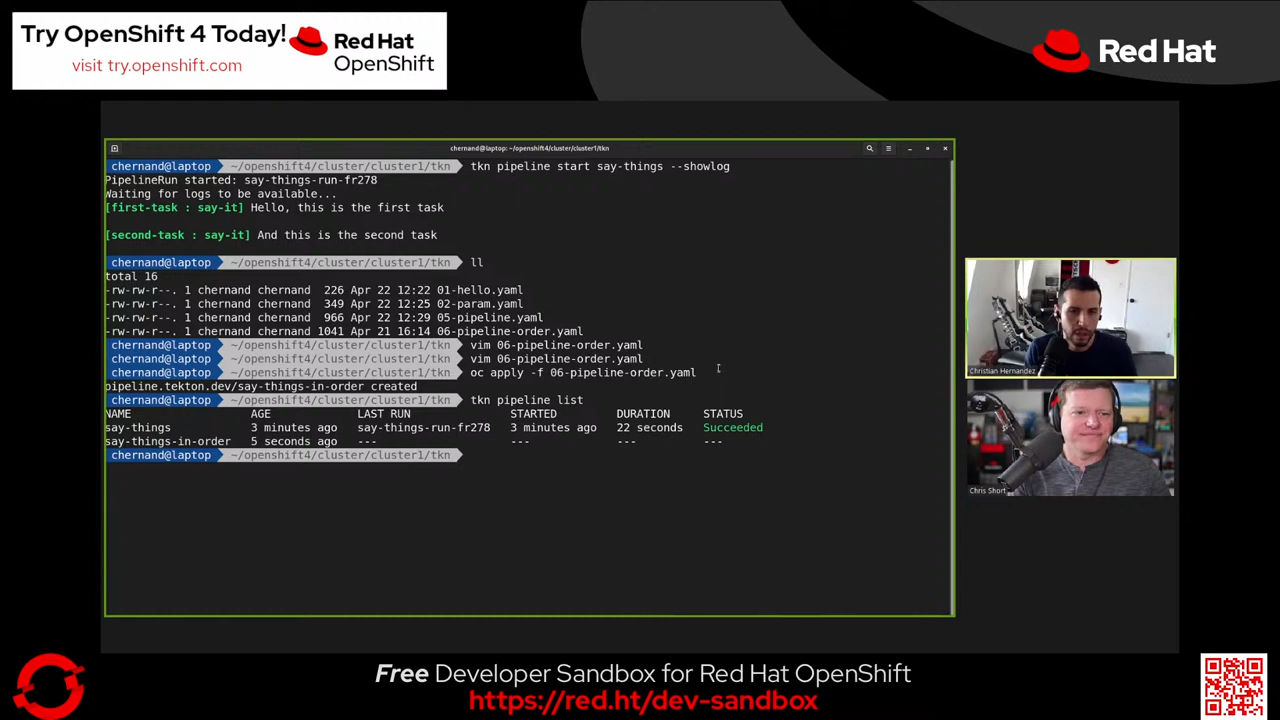 Try OpenShift 4 Today!
visit try.openshift.com
Red Hat
OpenShift
Red Hat
chernand@laptop: ~/openshift4/cluster/cluster1/tkn
chernand@laptop ~/openshift4/cluster/cluster1/tkn tkn pipeline start say-things --showlog
PipelineRun started: say-things-run-fr278
Waiting for logs to be available...
[first-task : say-it] Hello, this is the first task
[second-task : say-it] And this is the second task
chernand@laptop ~/openshift4/cluster/cluster1/tkn ll
total 16
-rw-rw-r--. 1 chernand chernand 226 Apr 22 12:22 01-hello.yaml
-rw-rw-r--. 1 chernand chernand 349 Apr 22 12:25 02-param.yaml
-rw-rw-r--. 1 chernand chernand 966 Apr 22 12:29 05-pipeline.yaml
-rw-rw-r--. 1 chernand chernand 1041 Apr 21 16:14 06-pipeline-order.yaml
chernand@laptop ~/openshift4/cluster/cluster1/tkn vim 06-pipeline-order.yaml
chernand@laptop ~/openshift4/cluster/cluster1/tkn vim 06-pipeline-order.yaml
chernand@laptop ~/openshift4/cluster/cluster1/tkn oc apply -f 06-pipeline-order.yaml
pipeline.tekton.dev/say-things-in-order created
chernand@laptop ~/openshift4/cluster/cluster1/tkn tkn pipeline list
NAME AGE LAST RUN STARTED DURATION STATUS
say-things 3 minutes ago say-things-run-fr278 3 minutes ago 22 seconds Succeeded
say-things-in-order 5 seconds ago --- --- --- ---
chernand@laptop ~/openshift4/cluster/cluster1/tkn
Christian Hernandez
Chris Short
Free Developer Sandbox for Red Hat OpenShift
https://red.ht/dev-sandbox